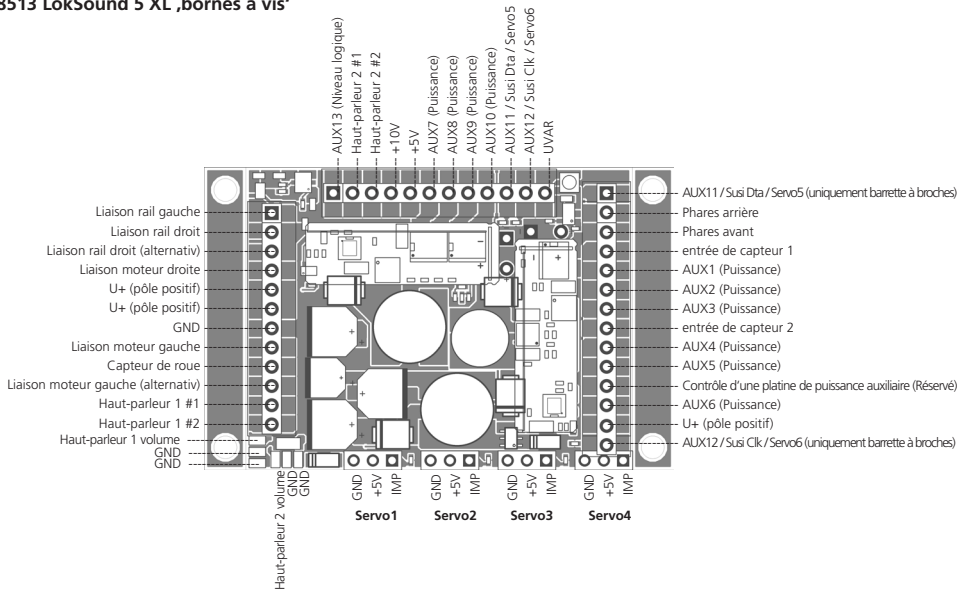 8513 LokSound 5 XL ‚bornes à vis‘
AUX13 (Niveau logique)
Haut-parleur 2 #1
Haut-parleur 2 #2
+10V
+5V
AUX7 (Puissance)
AUX8 (Puissance)
AUX9 (Puissance)
AUX10 (Puissance)
AUX11 / Susi Dta / Servo5
AUX12 / Susi Clk / Servo6
UVAR
Liaison rail gauche
Liaison rail droit
Liaison rail droit (alternativ)
Liaison moteur droite
U+ (pôle positif)
U+ (pôle positif)
GND
Liaison moteur gauche
Capteur de roue
Liaison moteur gauche (alternativ)
Haut-parleur 1 #1
Haut-parleur 1 #2
Haut-parleur 1 volume
GND
GND
AUX11 / Susi Dta / Servo5 (uniquement barrette à broches)
Phares arrière
Phares avant
entrée de capteur 1
AUX1 (Puissance)
AUX2 (Puissance)
AUX3 (Puissance)
entrée de capteur 2
AUX4 (Puissance)
AUX5 (Puissance)
Contrôle d’une platine de puissance auxiliaire (Réservé)
AUX6 (Puissance)
U+ (pôle positif)
AUX12 / Susi Clk / Servo6 (uniquement barrette à broches)
Haut-parleur 2 volume
GND
GND
GND
+5V
IMP
GND
+5V
IMP
GND
+5V
IMP
GND
+5V
IMP
Servo1
Servo2
Servo3
Servo4